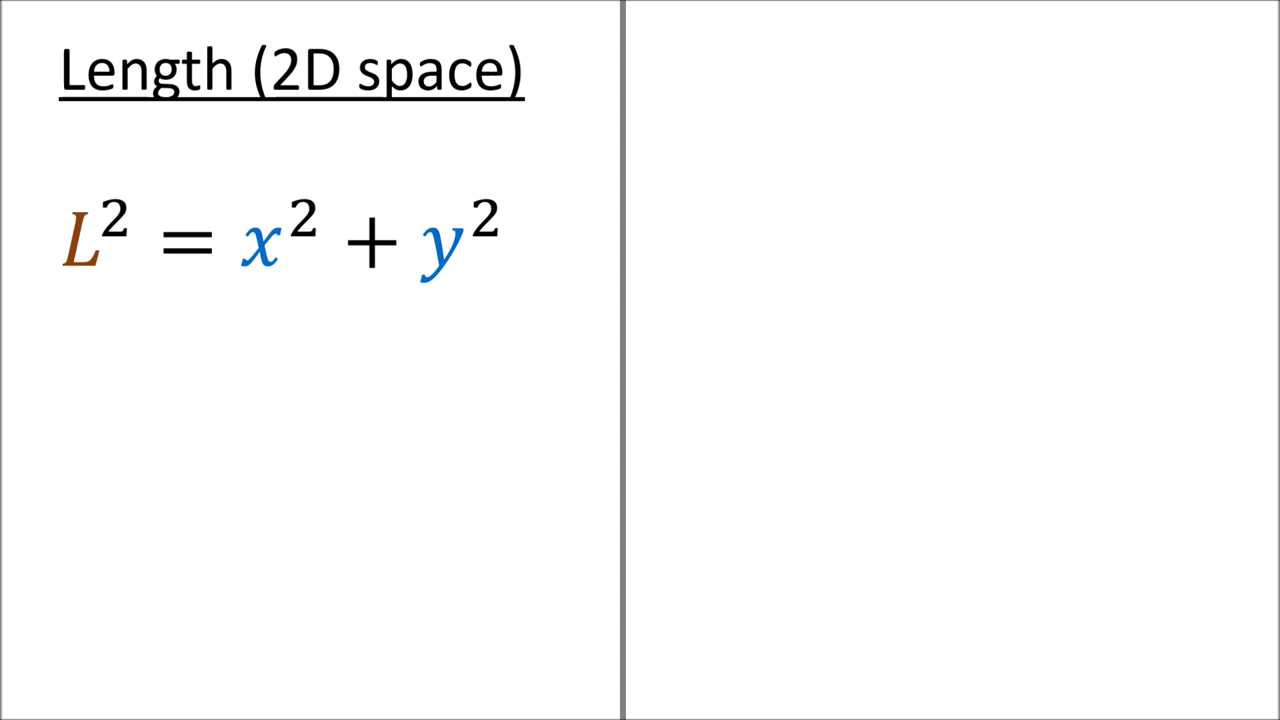 Length (2D space)
L² = x² + y²